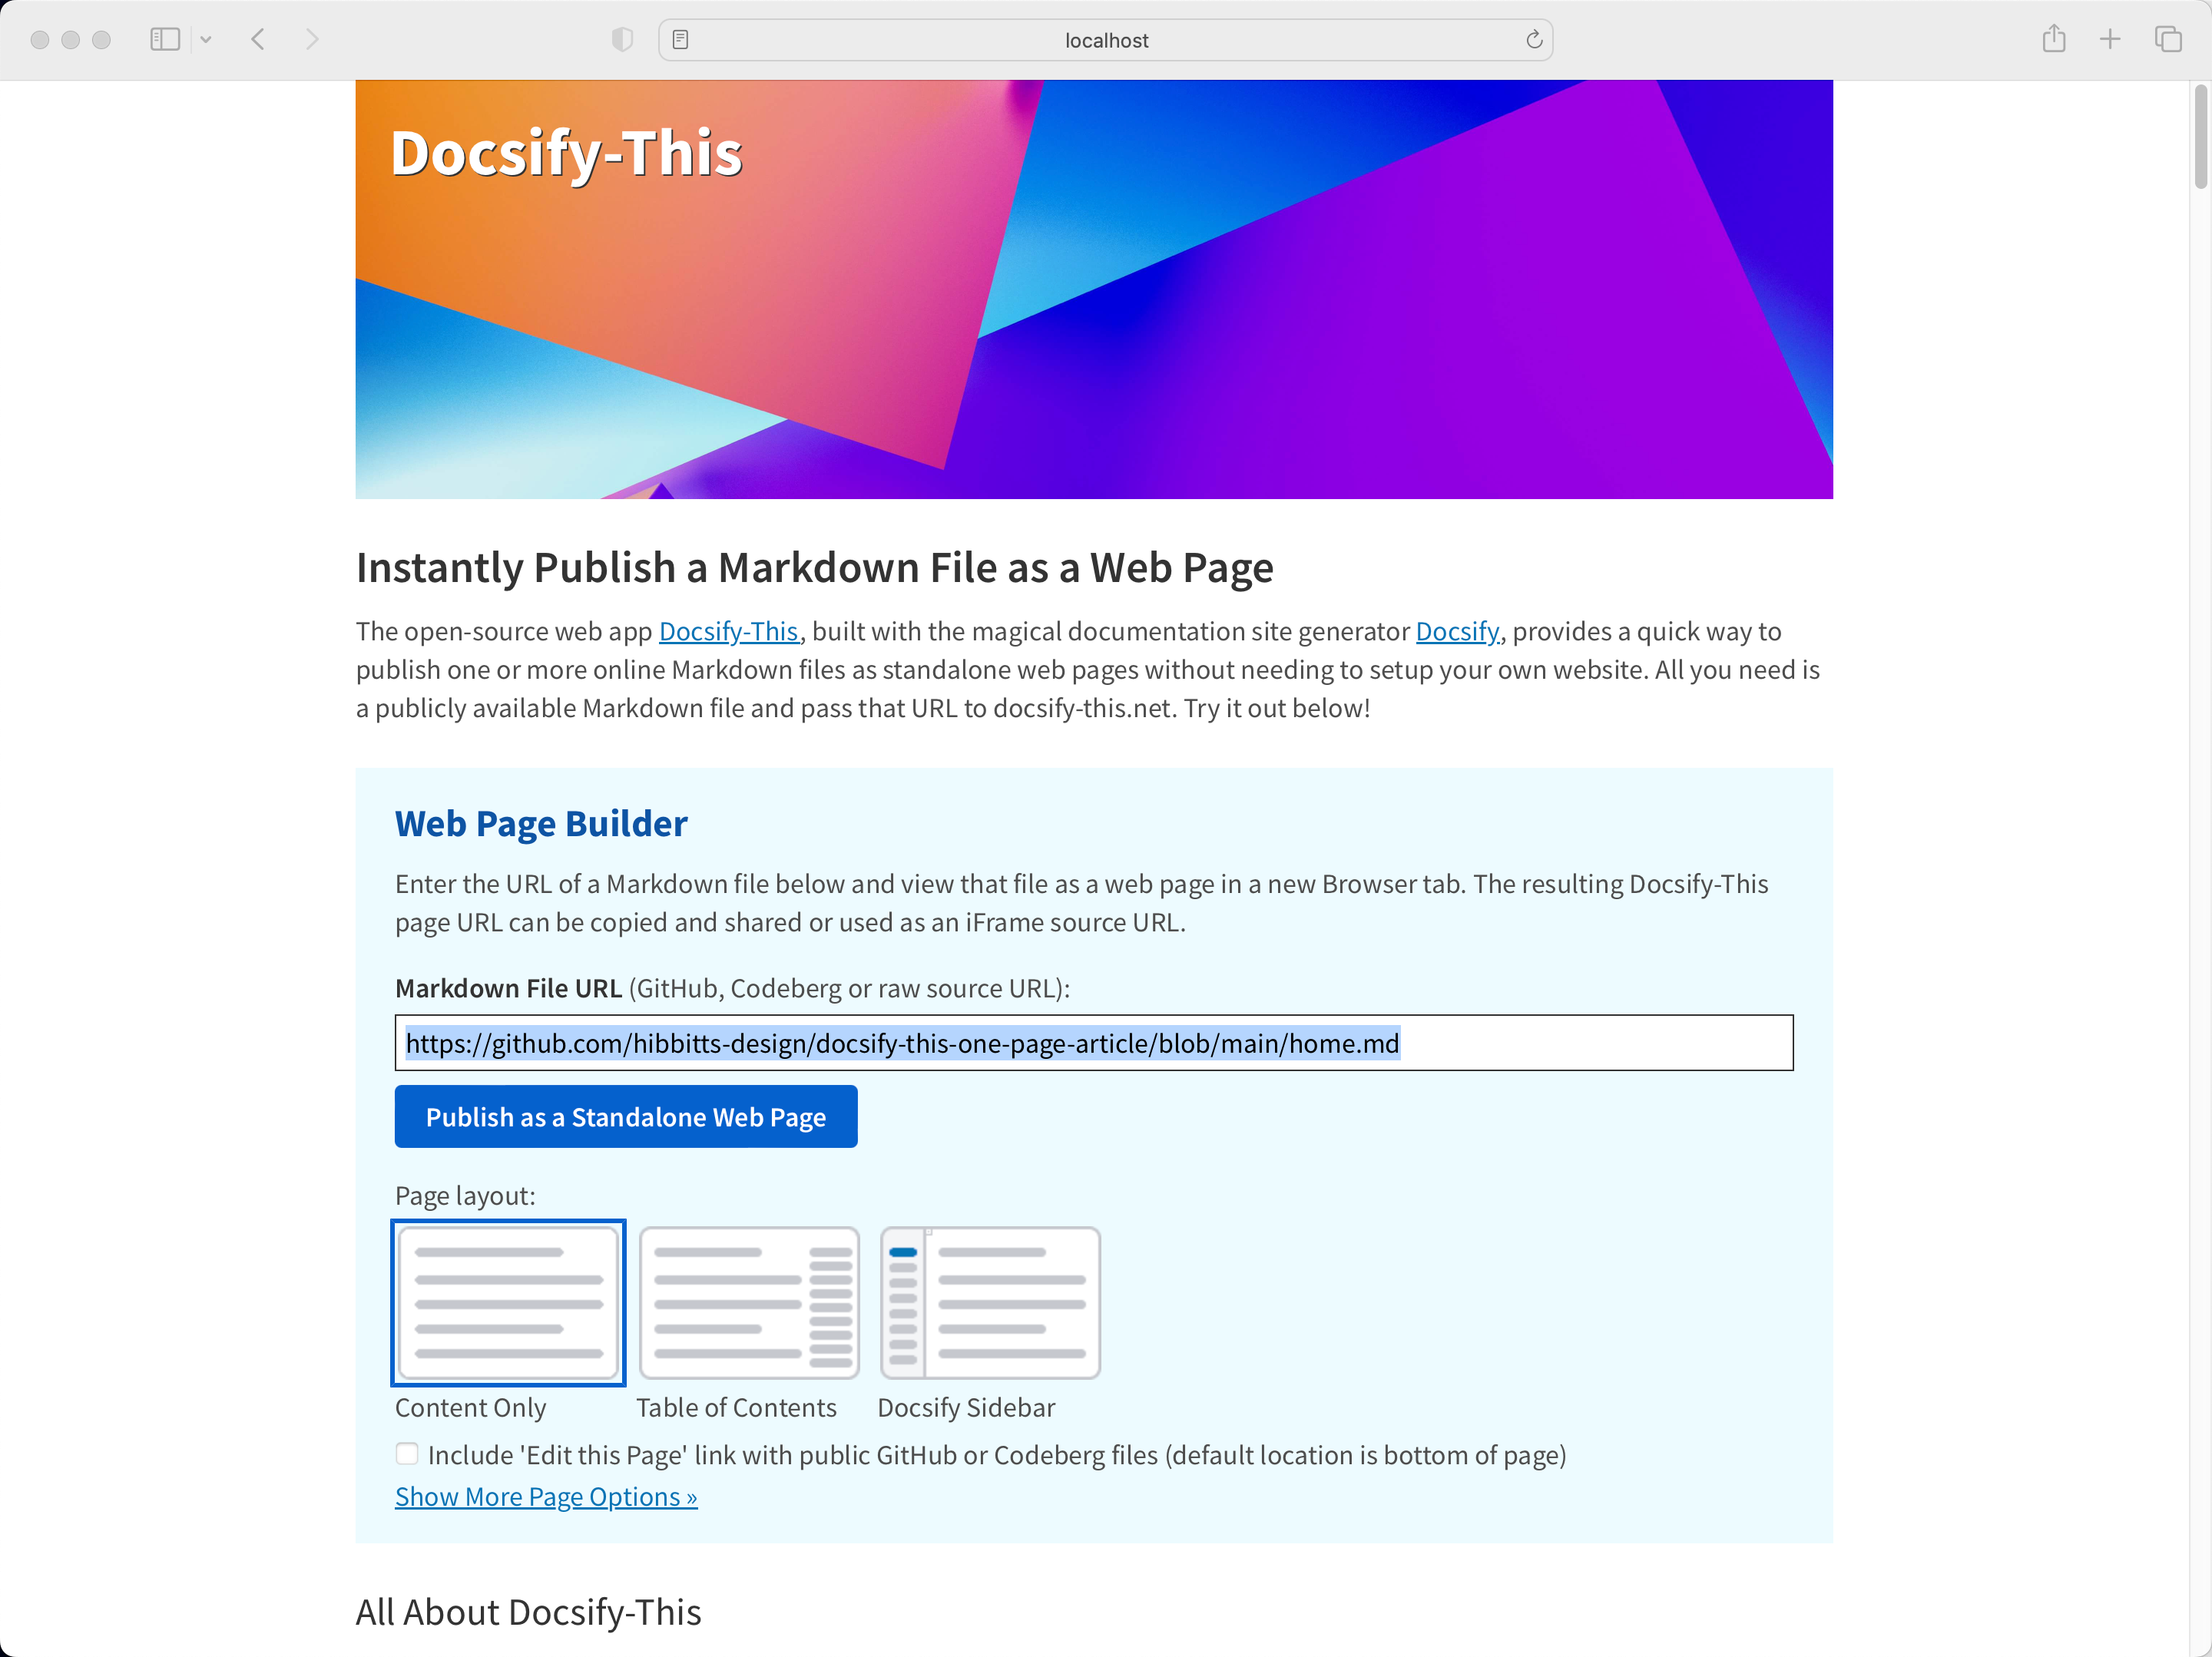 localhost
Docsify-This
Instantly Publish a Markdown File as a Web Page
The open-source web app Docsify-This, built with the magical documentation site generator Docsify, provides a quick way to
publish one or more online Markdown files as standalone web pages without needing to setup your own website. All you need is
a publicly available Markdown file and pass that URL to docsify-this.net. Try it out below!
Web Page Builder
Enter the URL of a Markdown file below and view that file as a web page in a new Browser tab. The resulting Docsify-This
page URL can be copied and shared or used as an iFrame source URL.
Markdown File URL (GitHub, Codeberg or raw source URL):
https://github.com/hibbitts-design/docsify-this-one-page-article/blob/main/home.md
Publish as a Standalone Web Page
Page layout:
Content Only
Table of Contents
Docsify Sidebar
Include 'Edit this Page' link with public GitHub or Codeberg files (default location is bottom of page)
Show More Page Options »
All About Docsify-This